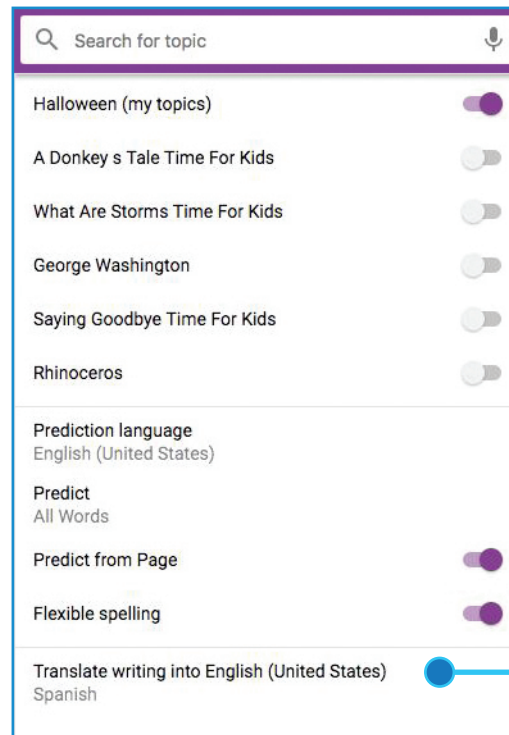 Search for topic
Halloween (my topics)
A Donkey s Tale Time For Kids
What Are Storms Time For Kids
George Washington
Saying Goodbye Time For Kids
Rhinoceros
Prediction language
English (United States)
Predict
All Words
Predict from Page
Flexible spelling
Translate writing into English (United States)
Spanish